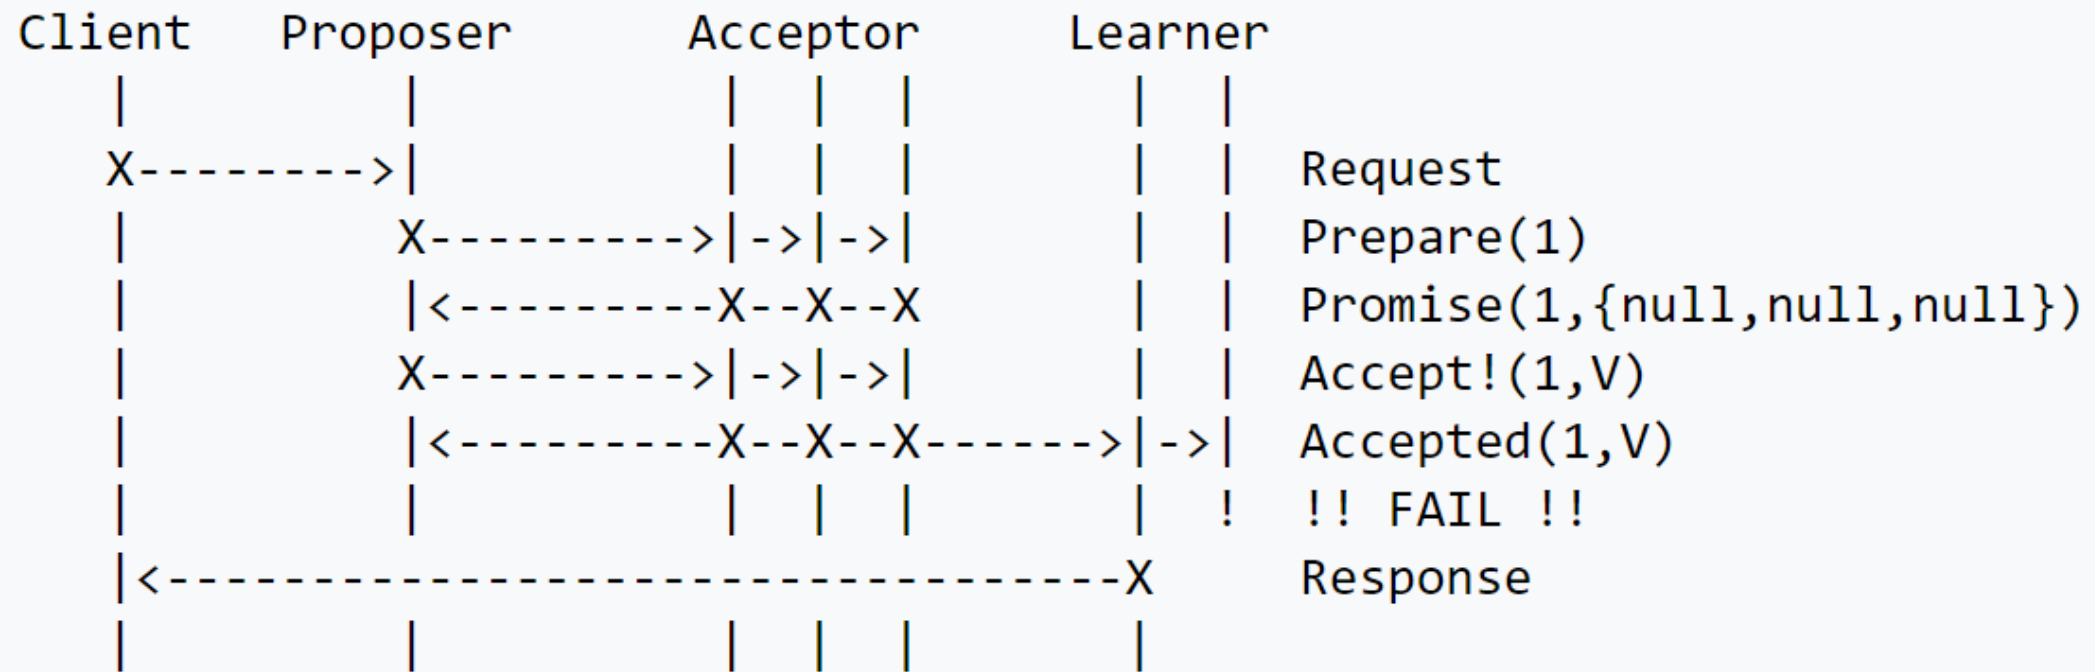 Client   Proposer      Acceptor     Learner
   |         |          |  |  |       |  |
   X-------->|          |  |  |       |  |  Request
   |         X--------->|->|->|       |  |  Prepare(1)
   |         |<---------X--X--X       |  |  Promise(1,{null,null,null})
   |         X--------->|->|->|       |  |  Accept!(1,V)
   |         |<---------X--X--X------>|->|  Accepted(1,V)
   |         |          |  |  |       |  !  !! FAIL !!
   |<---------------------------------X     Response
   |         |          |  |  |       |